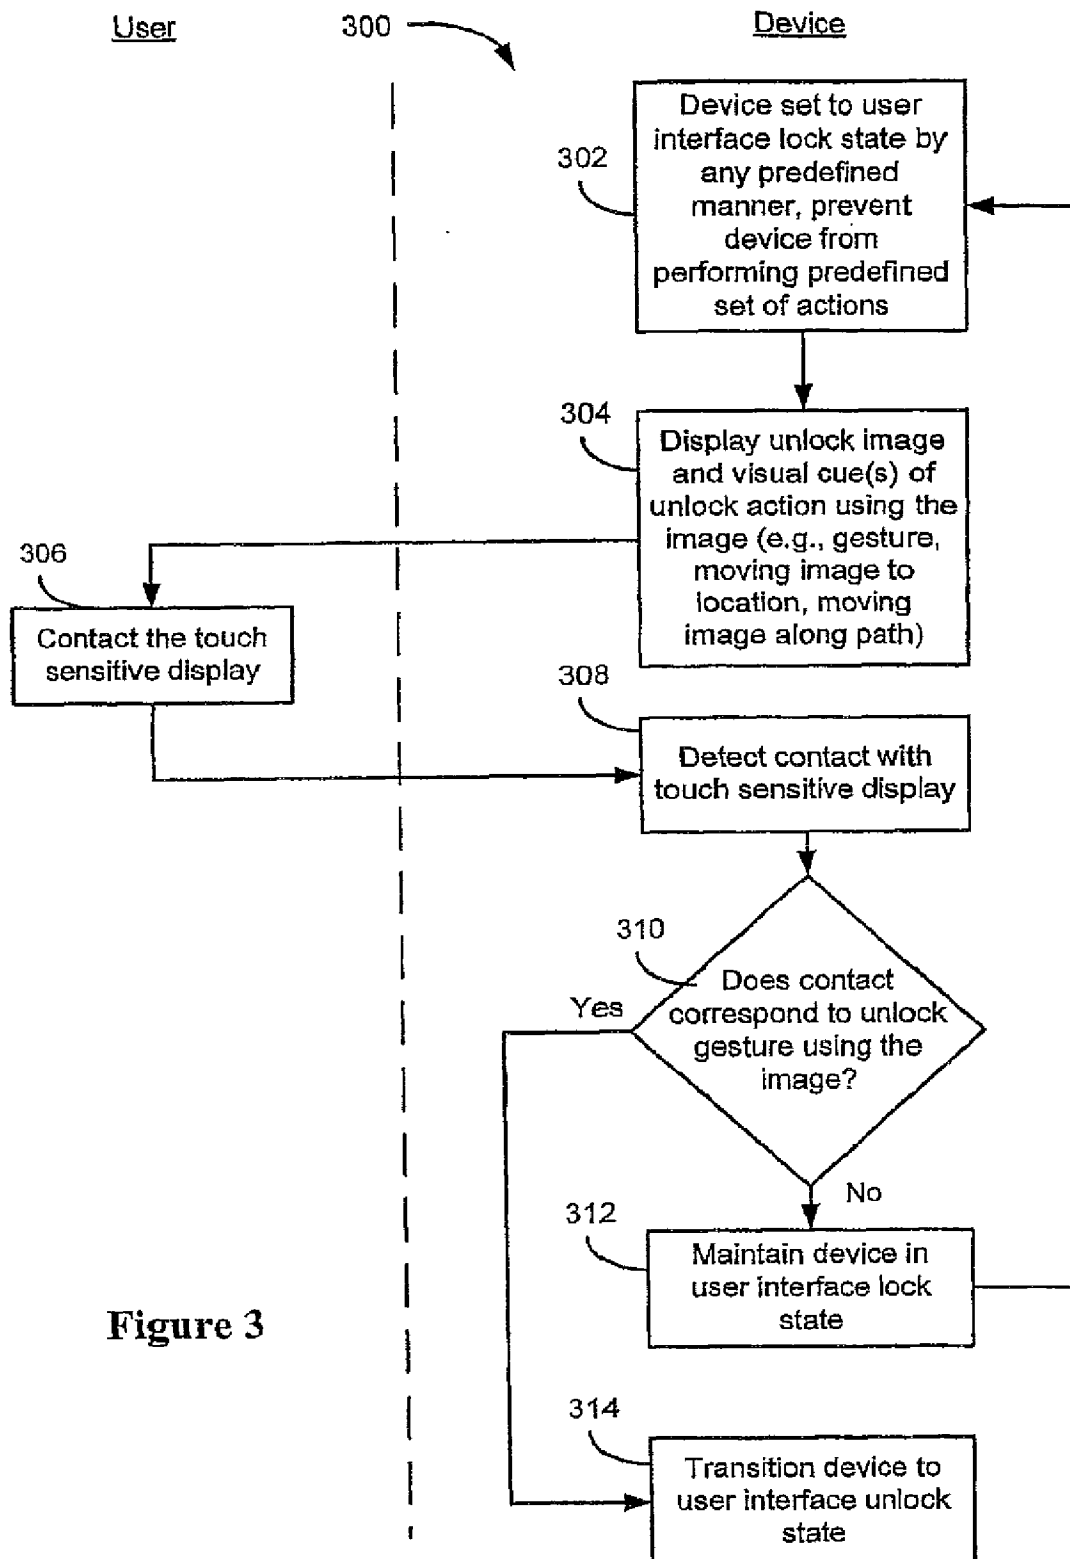 User
300
Device
302
Device set to user
interface lock state by
any predefined
manner, prevent
device from
performing predefined
set of actions
304
Display unlock image
and visual cue(s) of
unlock action using the
image (e.g., gesture,
moving image to
location, moving
image along path)
306
Contact the touch
sensitive display
308
Detect contact with
touch sensitive display
310
Does contact
correspond to unlock
gesture using the
image?
Yes
No
312
Maintain device in
user interface lock
state
Figure 3
314
Transition device to
user interface unlock
state